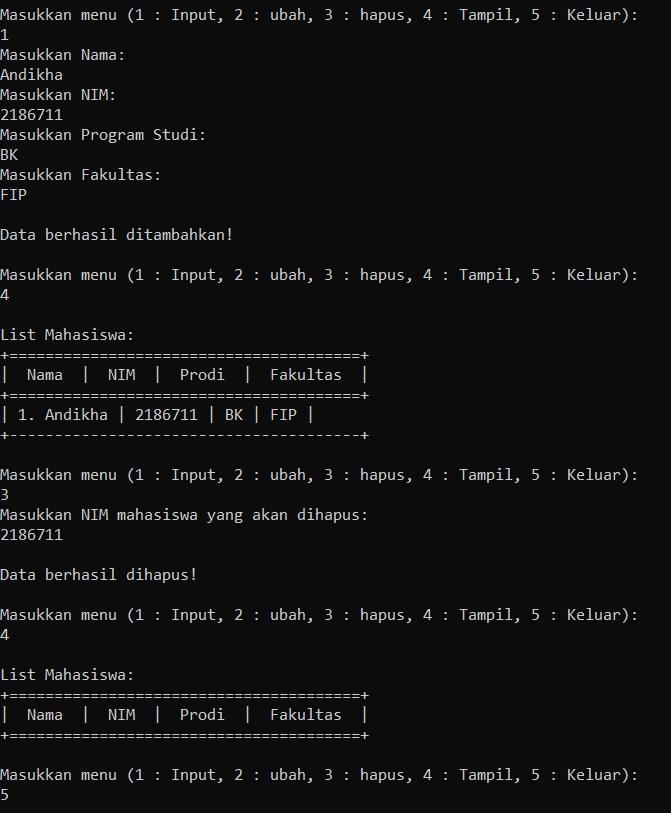 Masukkan menu (1 : Input, 2 : ubah, 3 : hapus, 4 : Tampil, 5 : Keluar):
1
Masukkan Nama:
Andikha
Masukkan NIM:
2186711
Masukkan Program Studi:
BK
Masukkan Fakultas:
FIP
Data berhasil ditambahkan!
Masukkan menu (1 : Input, 2 : ubah, 3 : hapus, 4 : Tampil, 5 : Keluar):
4
List Mahasiswa:
+=======================================+
|  Nama  |  NIM  |  Prodi  |  Fakultas  |
+=======================================+
| 1. Andikha | 2186711 | BK | FIP |
+---------------------------------------+
Masukkan menu (1 : Input, 2 : ubah, 3 : hapus, 4 : Tampil, 5 : Keluar):
3
Masukkan NIM mahasiswa yang akan dihapus:
2186711
Data berhasil dihapus!
Masukkan menu (1 : Input, 2 : ubah, 3 : hapus, 4 : Tampil, 5 : Keluar):
4
List Mahasiswa:
+=======================================+
|  Nama  |  NIM  |  Prodi  |  Fakultas  |
+=======================================+
Masukkan menu (1 : Input, 2 : ubah, 3 : hapus, 4 : Tampil, 5 : Keluar):
5